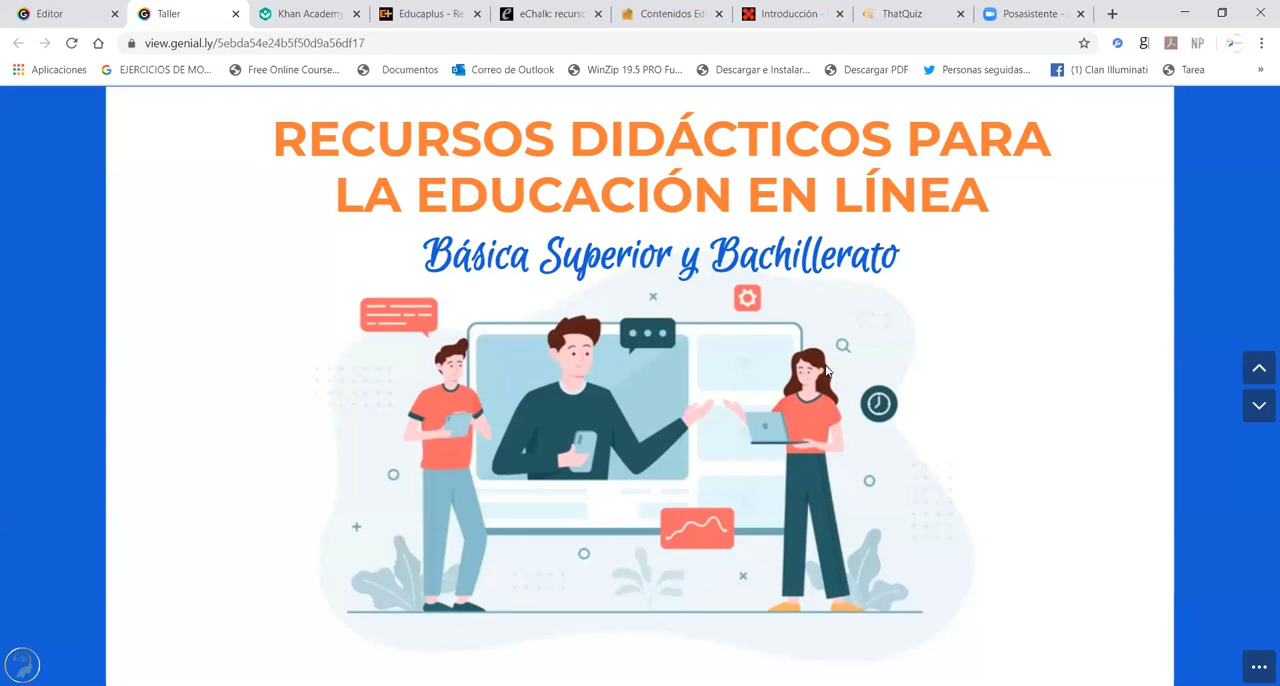 Editor
Taller
Khan Academy
Educaplus - Re
eChalk: recurso
Contenidos Ed
Introducción -
ThatQuiz
Posasistente -
view.genial.ly/5ebda54e24b5f50d9a56df17
Aplicaciones
EJERCICIOS DE MO...
Free Online Course...
Documentos
Correo de Outlook
WinZip 19.5 PRO Fu...
Descargar e Instalar...
Descargar PDF
Personas seguidas...
(1) Clan Illuminati
Tarea
»
RECURSOS DIDÁCTICOS PARA
LA EDUCACIÓN EN LÍNEA
Básica Superior y Bachillerato